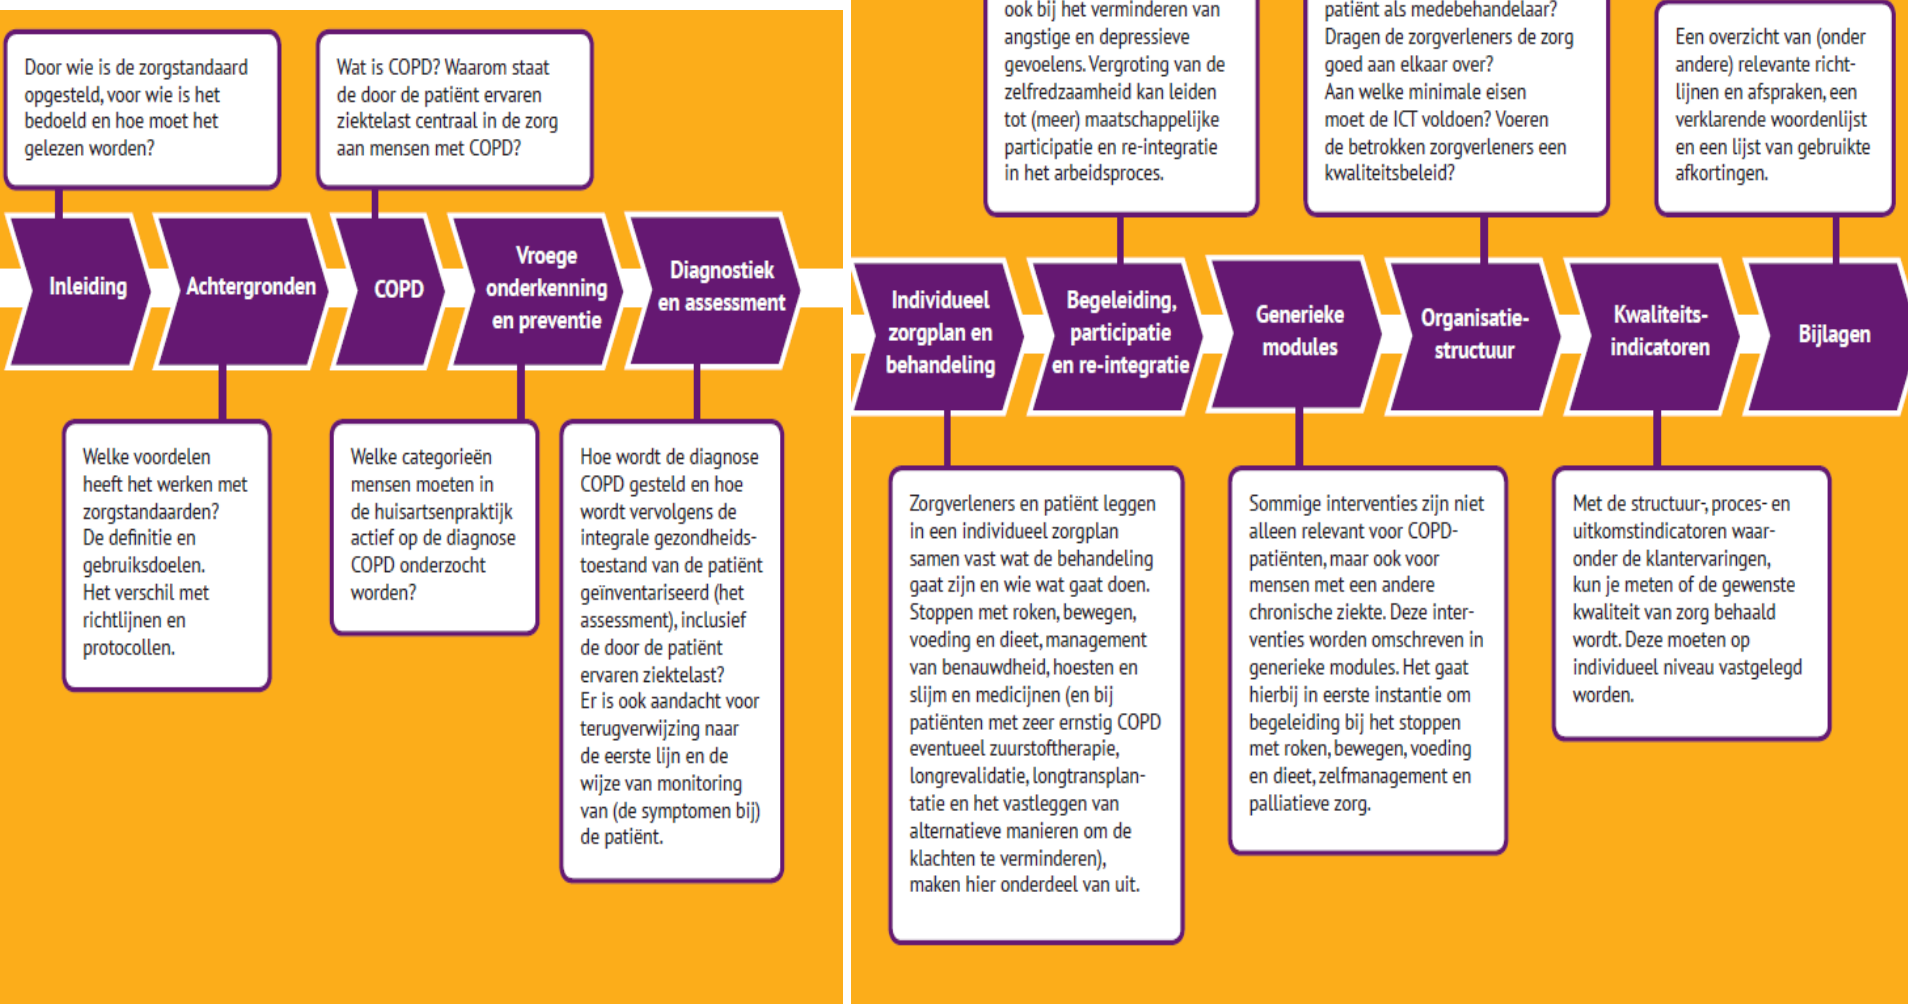 Door wie is de zorgstandaard
opgesteld, voor wie is het
bedoeld en hoe moet het
gelezen worden?
Wat is COPD? Waarom staat
de door de patiënt ervaren
ziektelast centraal in de zorg
aan mensen met COPD?
Inleiding
Achtergronden
COPD
Vroege
onderkenning
en preventie
Diagnostiek
en assessment
Welke voordelen
heeft het werken met
zorgstandaarden?
De definitie en
gebruiksdoelen.
Het verschil met
richtlijnen en
protocollen.
Welke categorieën
mensen moeten in
de huisartsenpraktijk
actief op de diagnose
COPD onderzocht
worden?
Hoe wordt de diagnose
COPD gesteld en hoe
wordt vervolgens de
integrale gezondheids-
toestand van de patiënt
geïnventariseerd (het
assessment), inclusief
de door de patiënt
ervaren ziektelast?
Er is ook aandacht voor
terugverwijzing naar
de eerste lijn en de
wijze van monitoring
van (de symptomen bij)
de patiënt.
ook bij het verminderen van
angstige en depressieve
gevoelens. Vergroting van de
zelfredzaamheid kan leiden
tot (meer) maatschappelijke
participatie en re-integratie
in het arbeidsproces.
patiënt als medebehandelaar?
Dragen de zorgverleners de zorg
goed aan elkaar over?
Aan welke minimale eisen
moet de ICT voldoen? Voeren
de betrokken zorgverleners een
kwaliteitsbeleid?
Een overzicht van (onder
andere) relevante richt-
lijnen en afspraken, een
verklarende woordenlijst
en een lijst van gebruikte
afkortingen.
Individueel
zorgplan en
behandeling
Begeleiding,
participatie
en re-integratie
Generieke
modules
Organisatie-
structuur
Kwaliteits-
indicatoren
Bijlagen
Zorgverleners en patiënt leggen
in een individueel zorgplan
samen vast wat de behandeling
gaat zijn en wie wat gaat doen.
Stoppen met roken, bewegen,
voeding en dieet, management
van benauwdheid, hoesten en
slijm en medicijnen (en bij
patiënten met zeer ernstig COPD
eventueel zuurstoftherapie,
longrevalidatie, longtransplan-
tatie en het vastleggen van
alternatieve manieren om de
klachten te verminderen),
maken hier onderdeel van uit.
Sommige interventies zijn niet
alleen relevant voor COPD-
patiënten, maar ook voor
mensen met een andere
chronische ziekte. Deze inter-
venties worden omschreven in
generieke modules. Het gaat
hierbij in eerste instantie om
begeleiding bij het stoppen
met roken, bewegen, voeding
en dieet, zelfmanagement en
palliatieve zorg.
Met de structuur-, proces- en
uitkomstindicatoren waar-
onder de klantervaringen,
kun je meten of de gewenste
kwaliteit van zorg behaald
wordt. Deze moeten op
individueel niveau vastgelegd
worden.